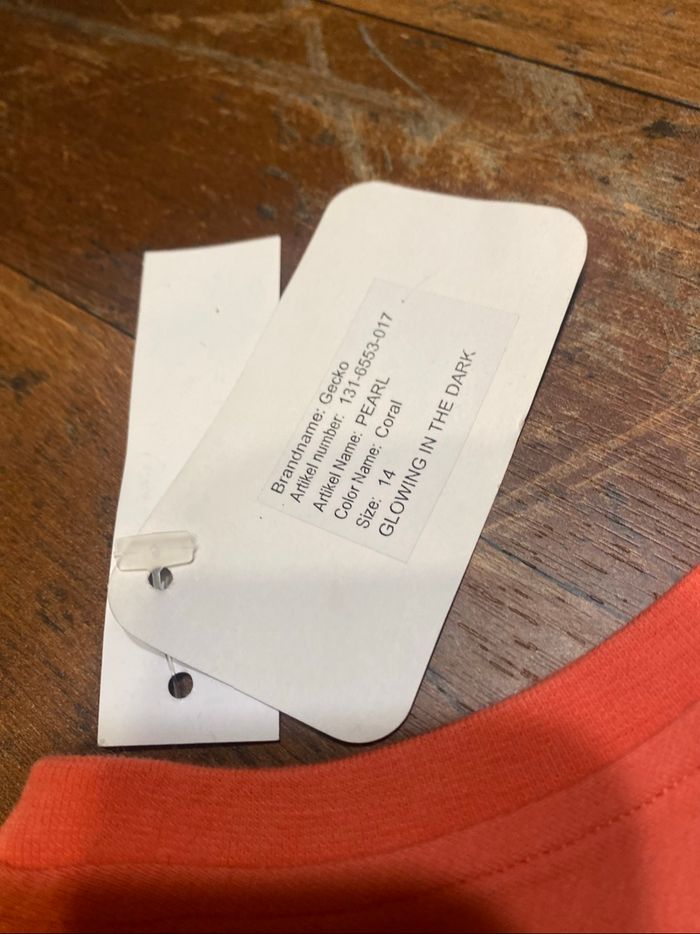 Brandname: Gecko
Artikel number: 131-6553-017
Artikel Name: PEARL
Color Name: Coral
Size: 14
GLOWING IN THE DARK